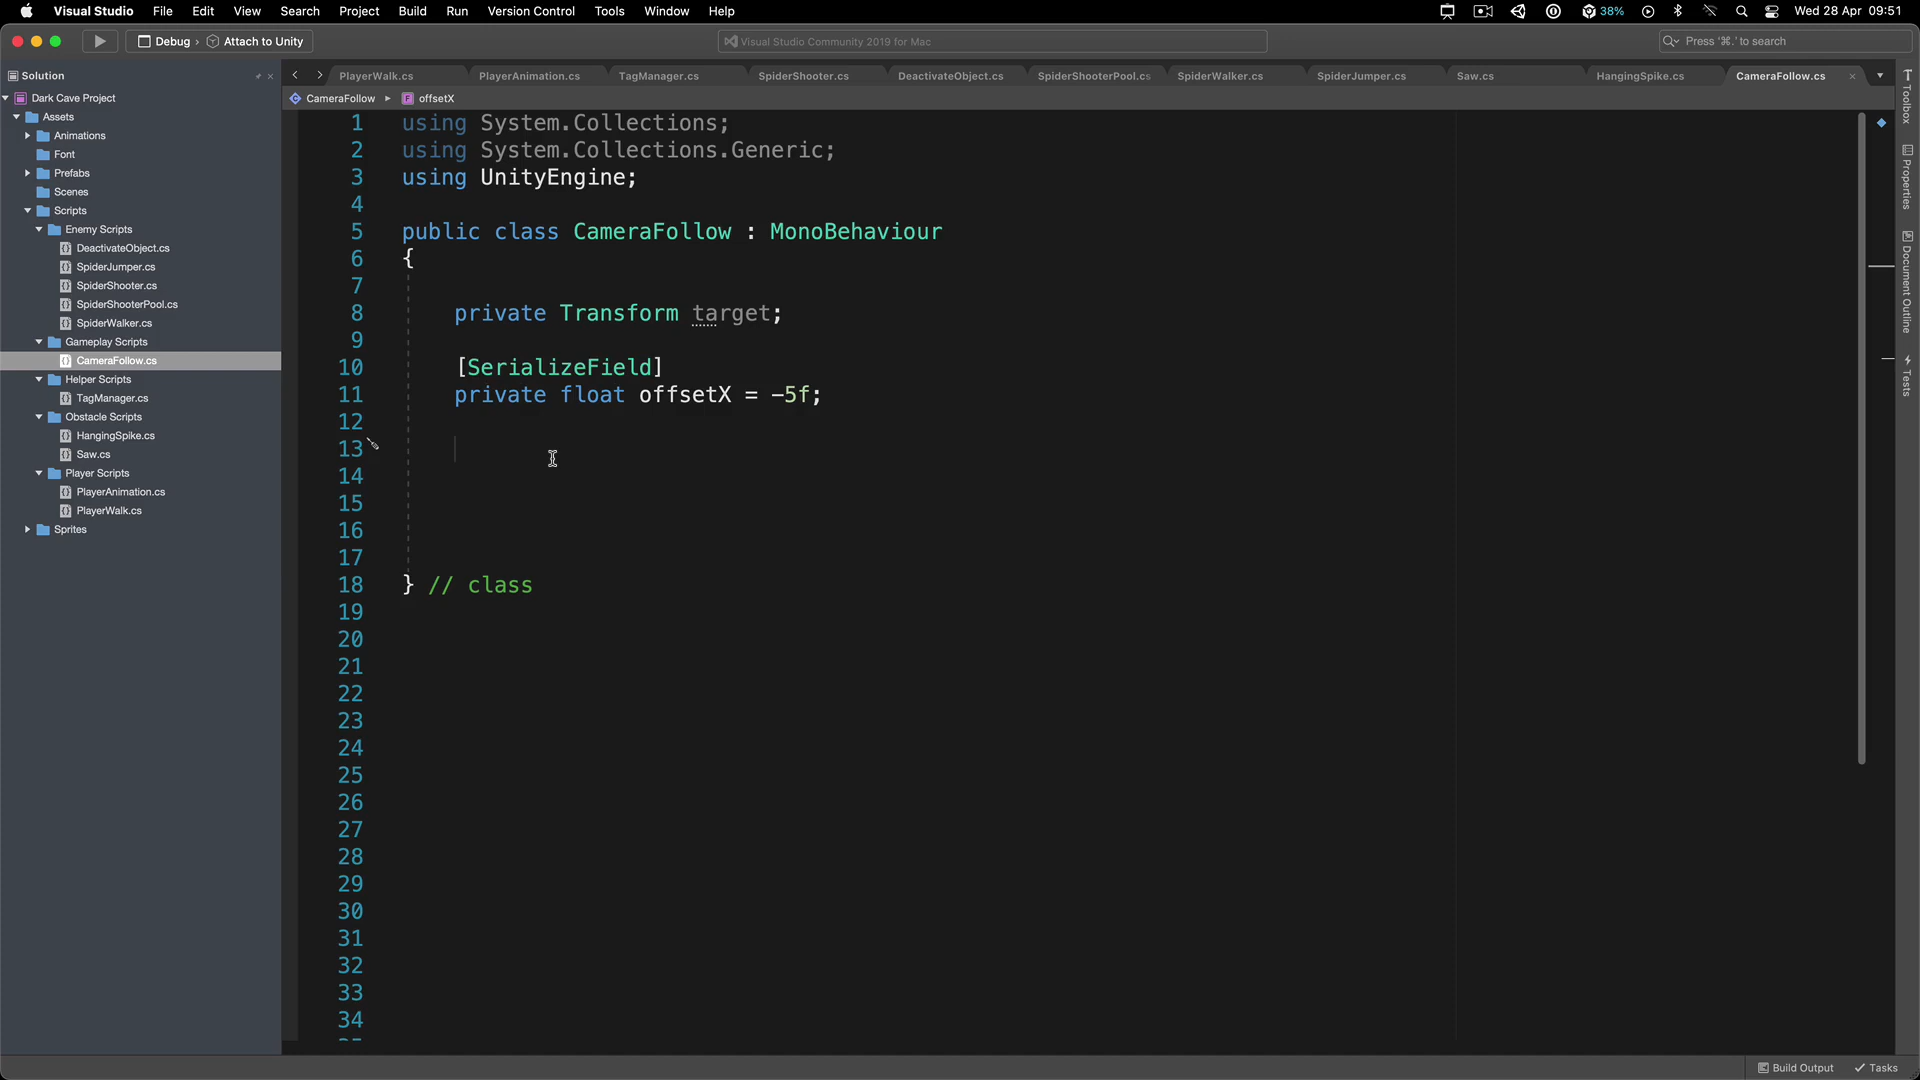 Visual Studio File Edit View Search Project Build Run Version Control Tools Window Help 38% Wed 28 Apr 09:51
Debug › Attach to Unity Visual Studio Community 2019 for Mac Press '⌘.' to search
Solution
PlayerWalk.cs PlayerAnimation.cs TagManager.cs SpiderShooter.cs DeactivateObject.cs SpiderShooterPool.cs SpiderWalker.cs SpiderJumper.cs Saw.cs HangingSpike.cs CameraFollow.cs
CameraFollow offsetX
Dark Cave Project
Assets
Animations
Font
Prefabs
Scenes
Scripts
Enemy Scripts
DeactivateObject.cs
SpiderJumper.cs
SpiderShooter.cs
SpiderShooterPool.cs
SpiderWalker.cs
Gameplay Scripts
CameraFollow.cs
Helper Scripts
TagManager.cs
Obstacle Scripts
HangingSpike.cs
Saw.cs
Player Scripts
PlayerAnimation.cs
PlayerWalk.cs
Sprites
1 using System.Collections;
2 using System.Collections.Generic;
3 using UnityEngine;
4
5 public class CameraFollow : MonoBehaviour
6 {
7
8 private Transform target;
9
10 [SerializeField]
11 private float offsetX = -5f;
12
13
14
15
16
17
18 } // class
19
20
21
22
23
24
25
26
27
28
29
30
31
32
33
34
Toolbox
Properties
Document Outline
Tests
Build Output Tasks